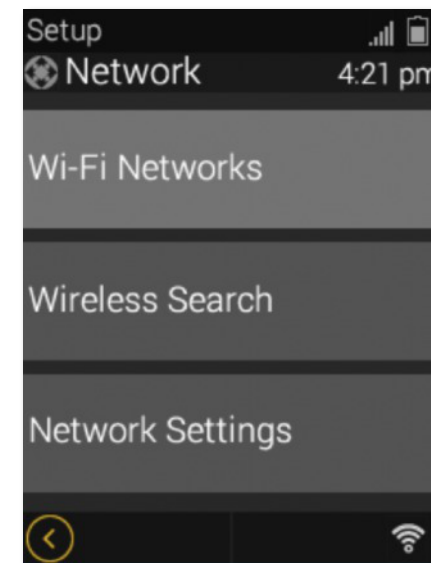 Setup
Network
4:21 pm
Wi-Fi Networks
Wireless Search
Network Settings